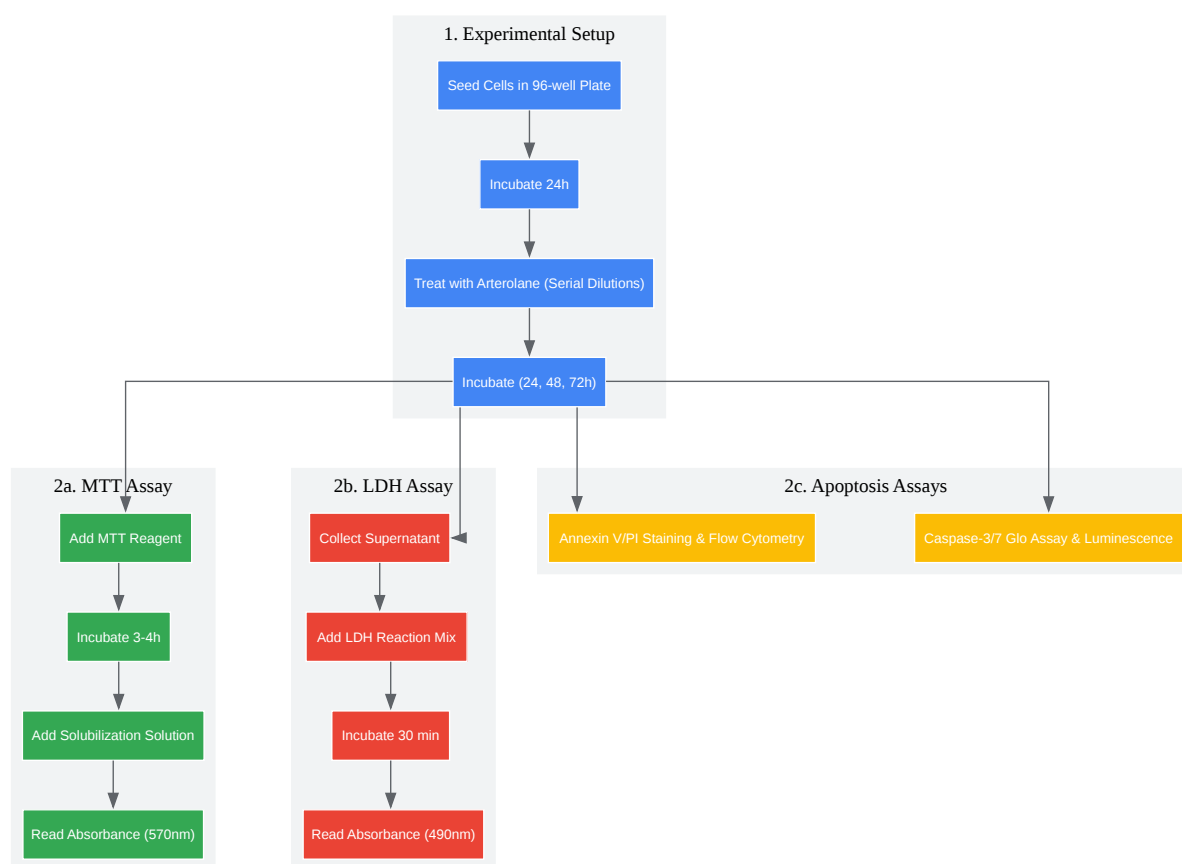 1. Experimental Setup
Seed Cells in 96-well Plate
Incubate 24h
Treat with Arterolane (Serial Dilutions)
Incubate (24, 48, 72h)
2a. MTT Assay
Add MTT Reagent
Incubate 3-4h
Add Solubilization Solution
Read Absorbance (570nm)
2b. LDH Assay
Collect Supernatant
Add LDH Reaction Mix
Incubate 30 min
Read Absorbance (490nm)
2c. Apoptosis Assays
Annexin V/PI Staining & Flow Cytometry
Caspase-3/7 Glo Assay & Luminescence